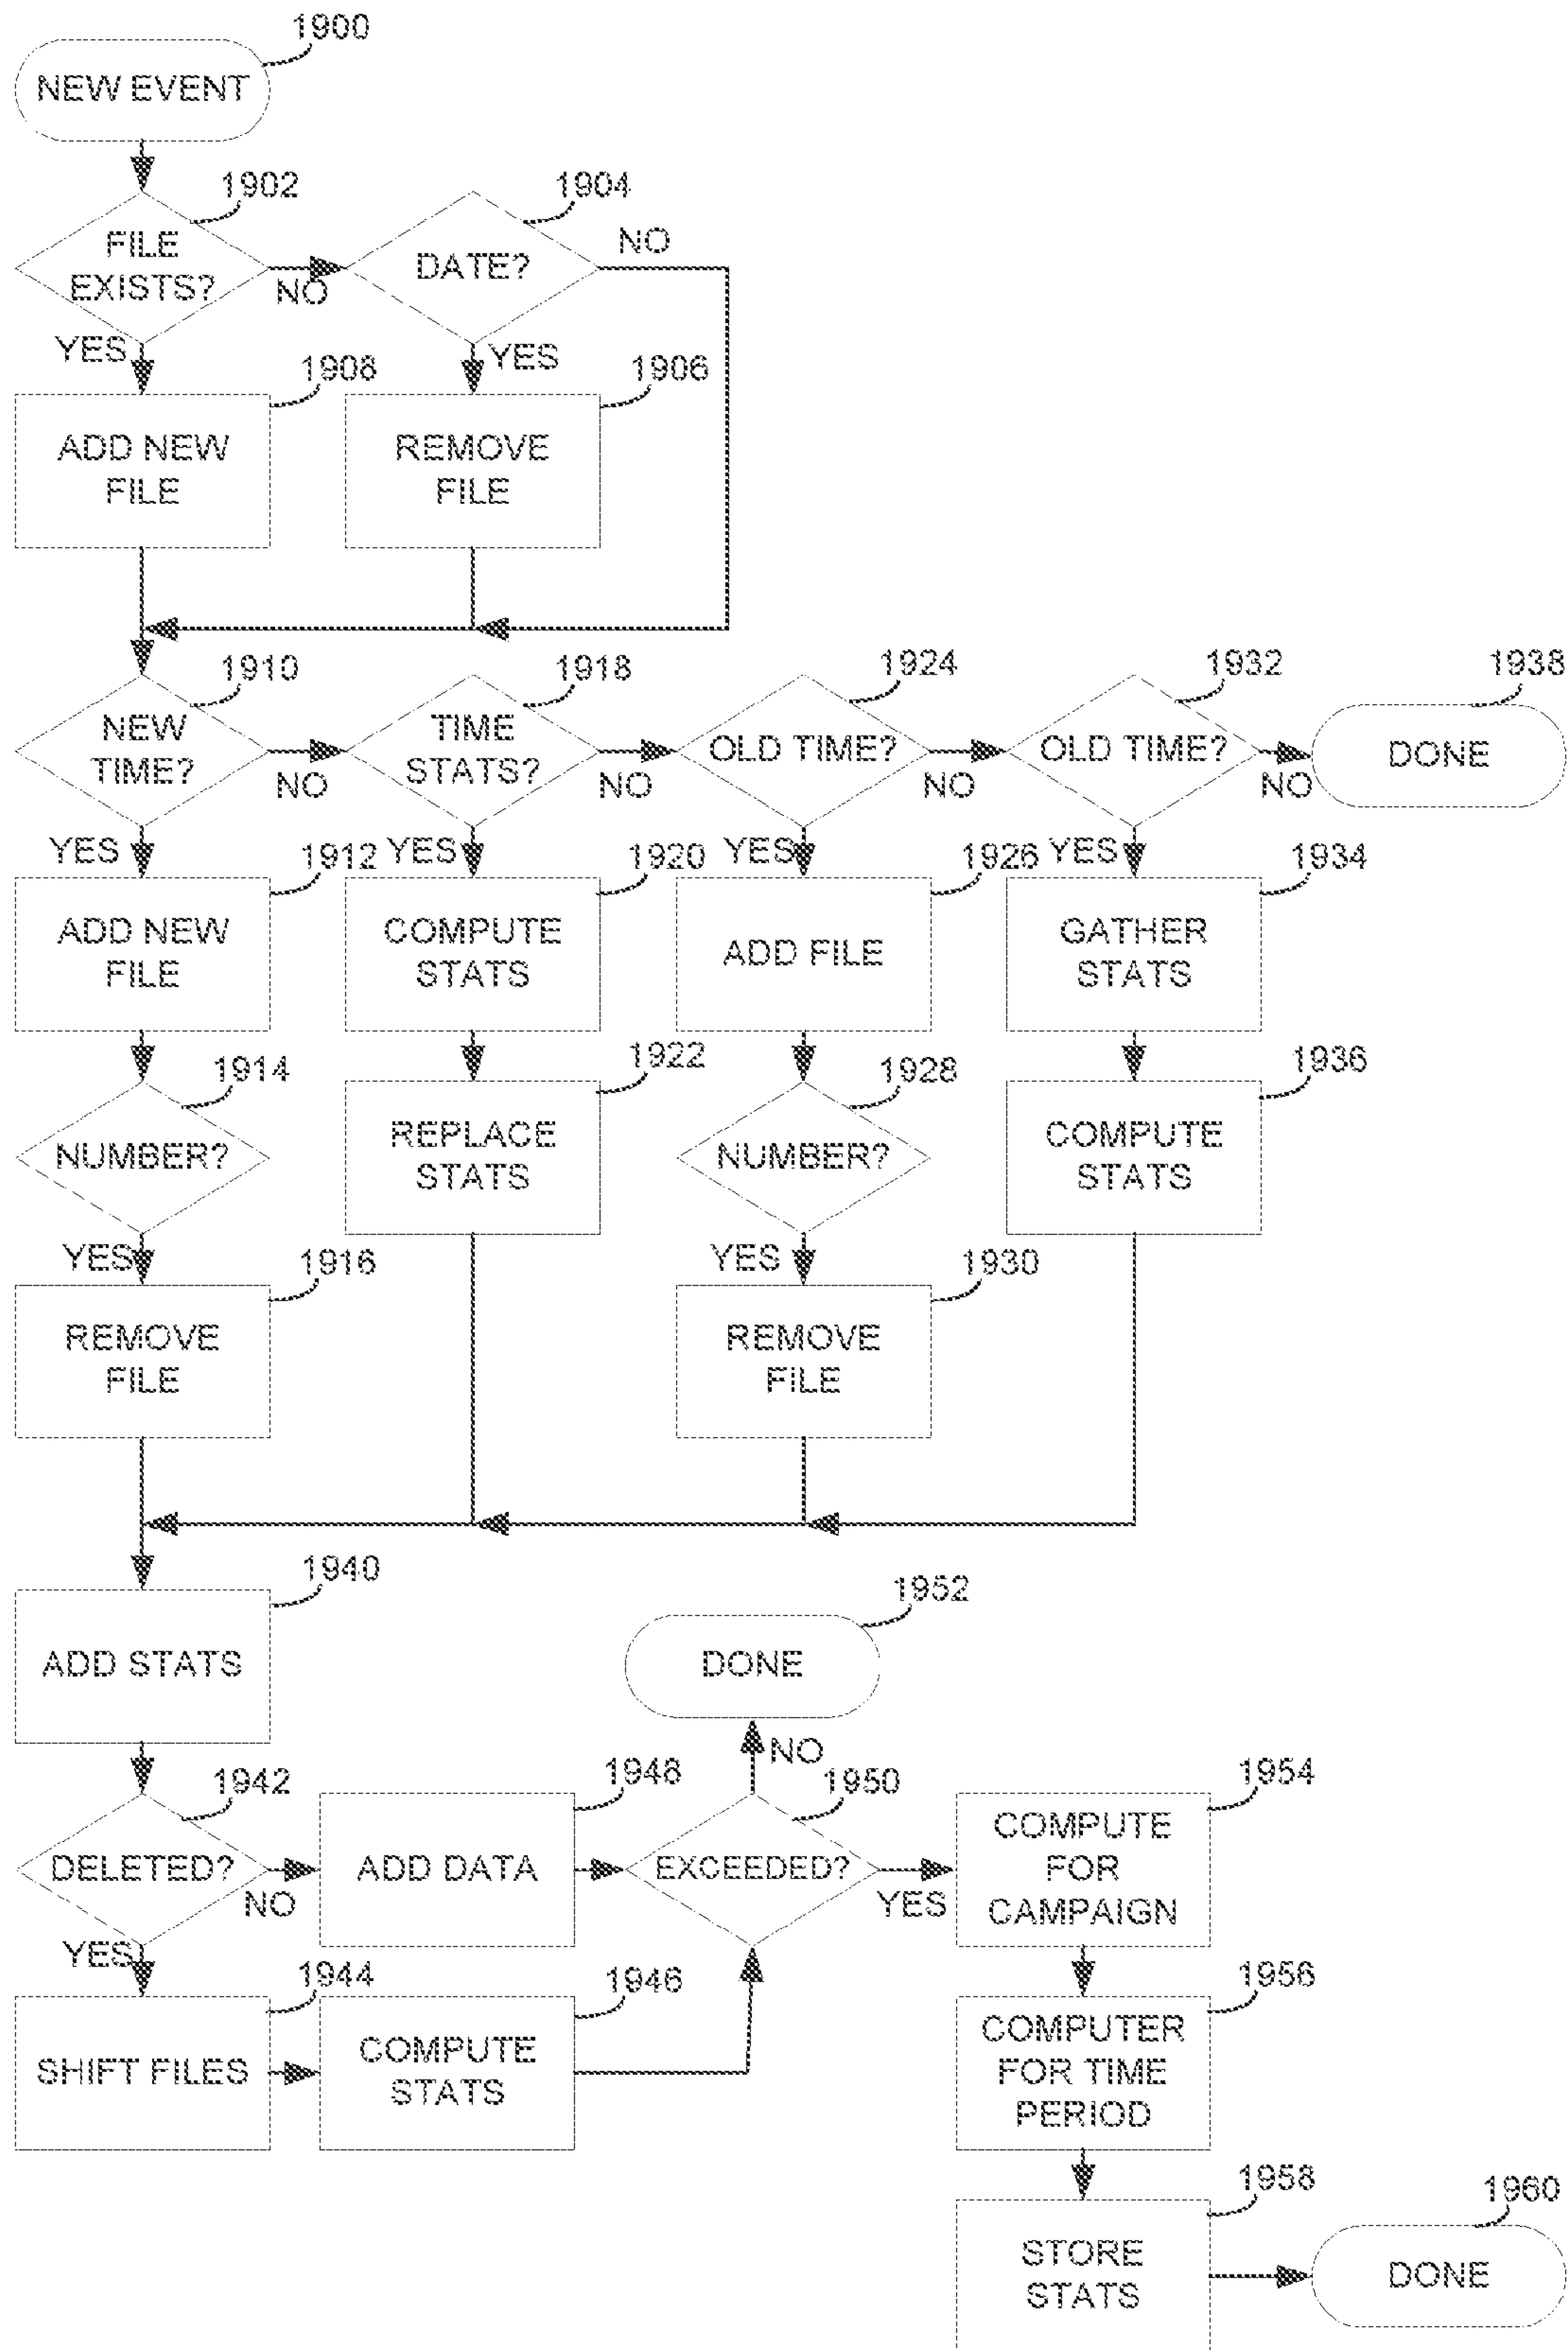 1900
NEW EVENT
1902
1904
FILE
EXISTS?
DATE?
NO
NO
YES
YES
1908
1906
ADD NEW
FILE
REMOVE
FILE
1910
1918
1924
1932
1938
NEW
TIME?
TIME
STATS?
OLD TIME?
OLD TIME?
DONE
NO
NO
NO
NO
YES
1912
YES
1920
YES
1926
YES
1934
ADD NEW
FILE
COMPUTE
STATS
ADD FILE
GATHER
STATS
1914
1922
1928
1936
NUMBER?
REPLACE
STATS
NUMBER?
COMPUTE
STATS
YES
1916
YES
1930
REMOVE
FILE
REMOVE
FILE
1940
1952
ADD STATS
DONE
NO
1942
1948
1950
1954
DELETED?
ADD DATA
EXCEEDED?
COMPUTE
FOR
CAMPAIGN
NO
YES
YES
1944
1946
1956
SHIFT FILES
COMPUTE
STATS
COMPUTER
FOR TIME
PERIOD
1958
1960
STORE
STATS
DONE